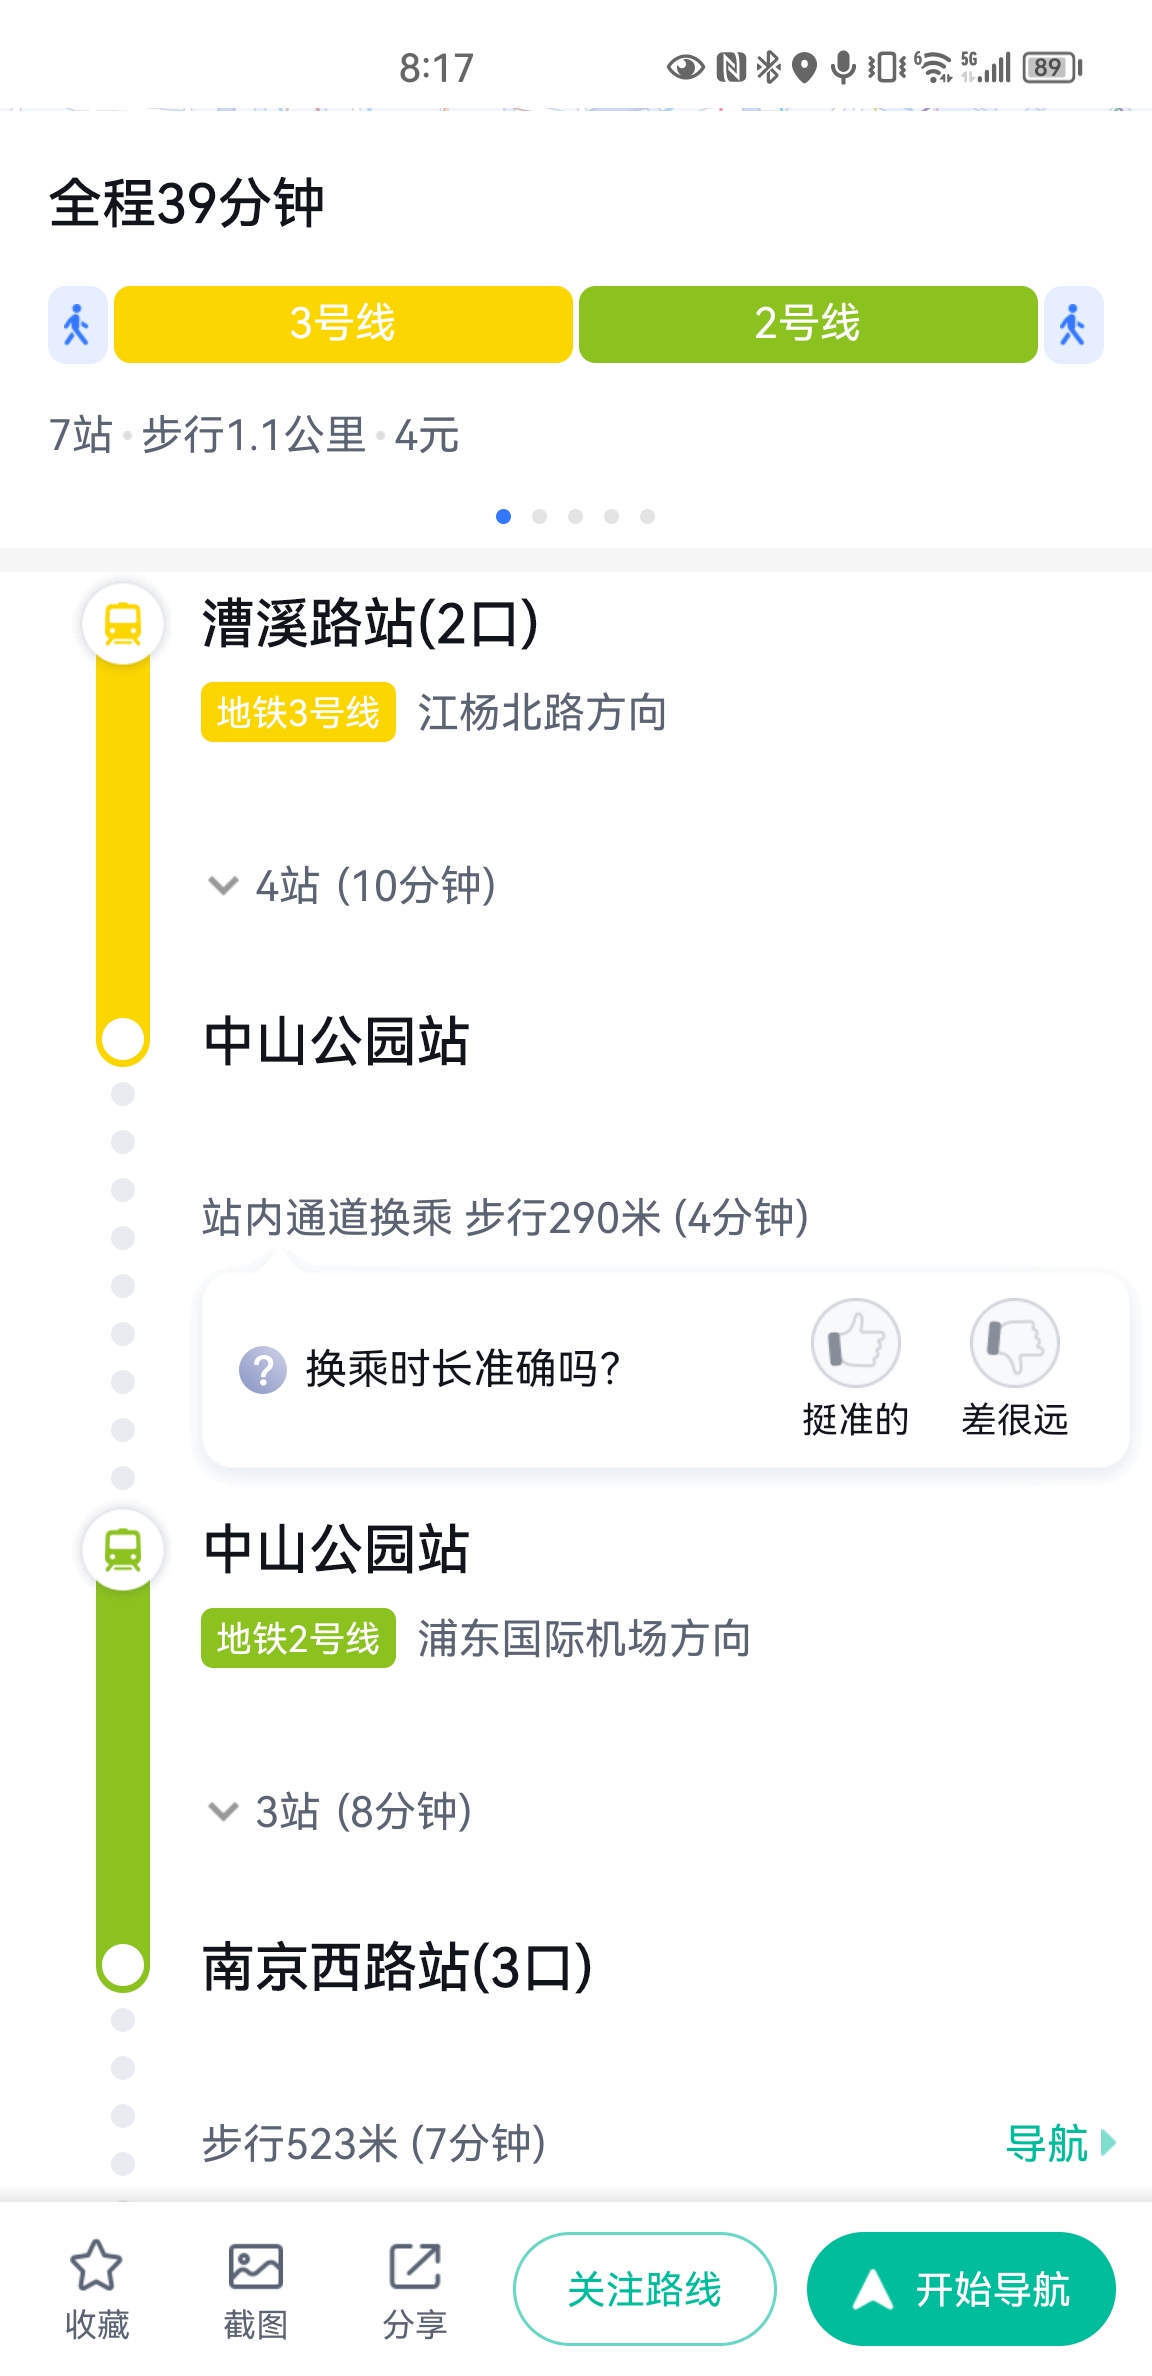 8:17
6
5G
89
全程39分钟
3号线
2号线
7站·步行1.1公里·4元
漕溪路站(2口)
地铁3号线 江杨北路方向
4站 (10分钟)
中山公园站
站内通道换乘 步行290米 (4分钟)
? 换乘时长准确吗?
挺准的 差很远
中山公园站
地铁2号线 浦东国际机场方向
3站 (8分钟)
南京西路站(3口)
步行523米 (7分钟) 导航
收藏 截图 分享 关注路线 开始导航